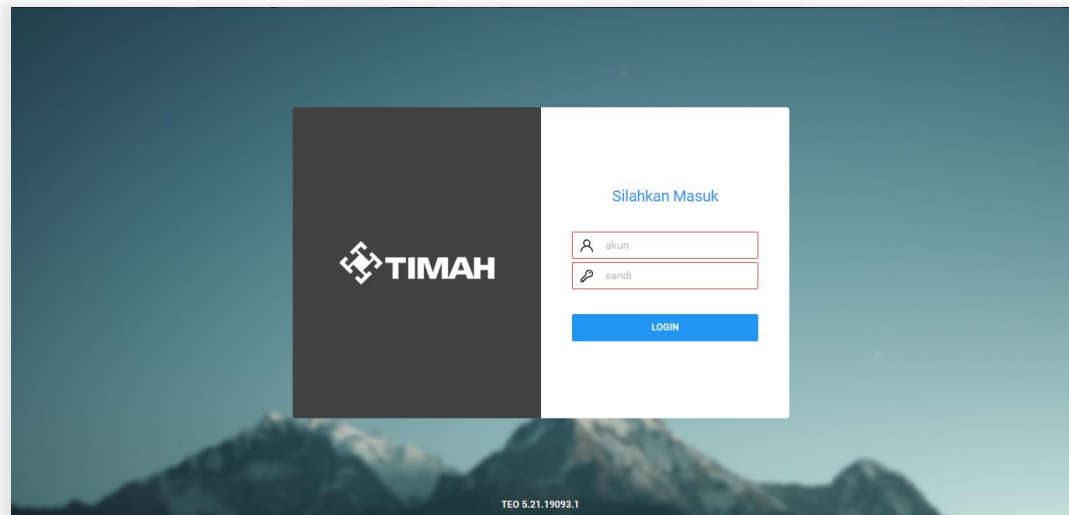 TIMAH
Silahkan Masuk
akun
sandi
LOGIN
TEO 5.21.19093.1